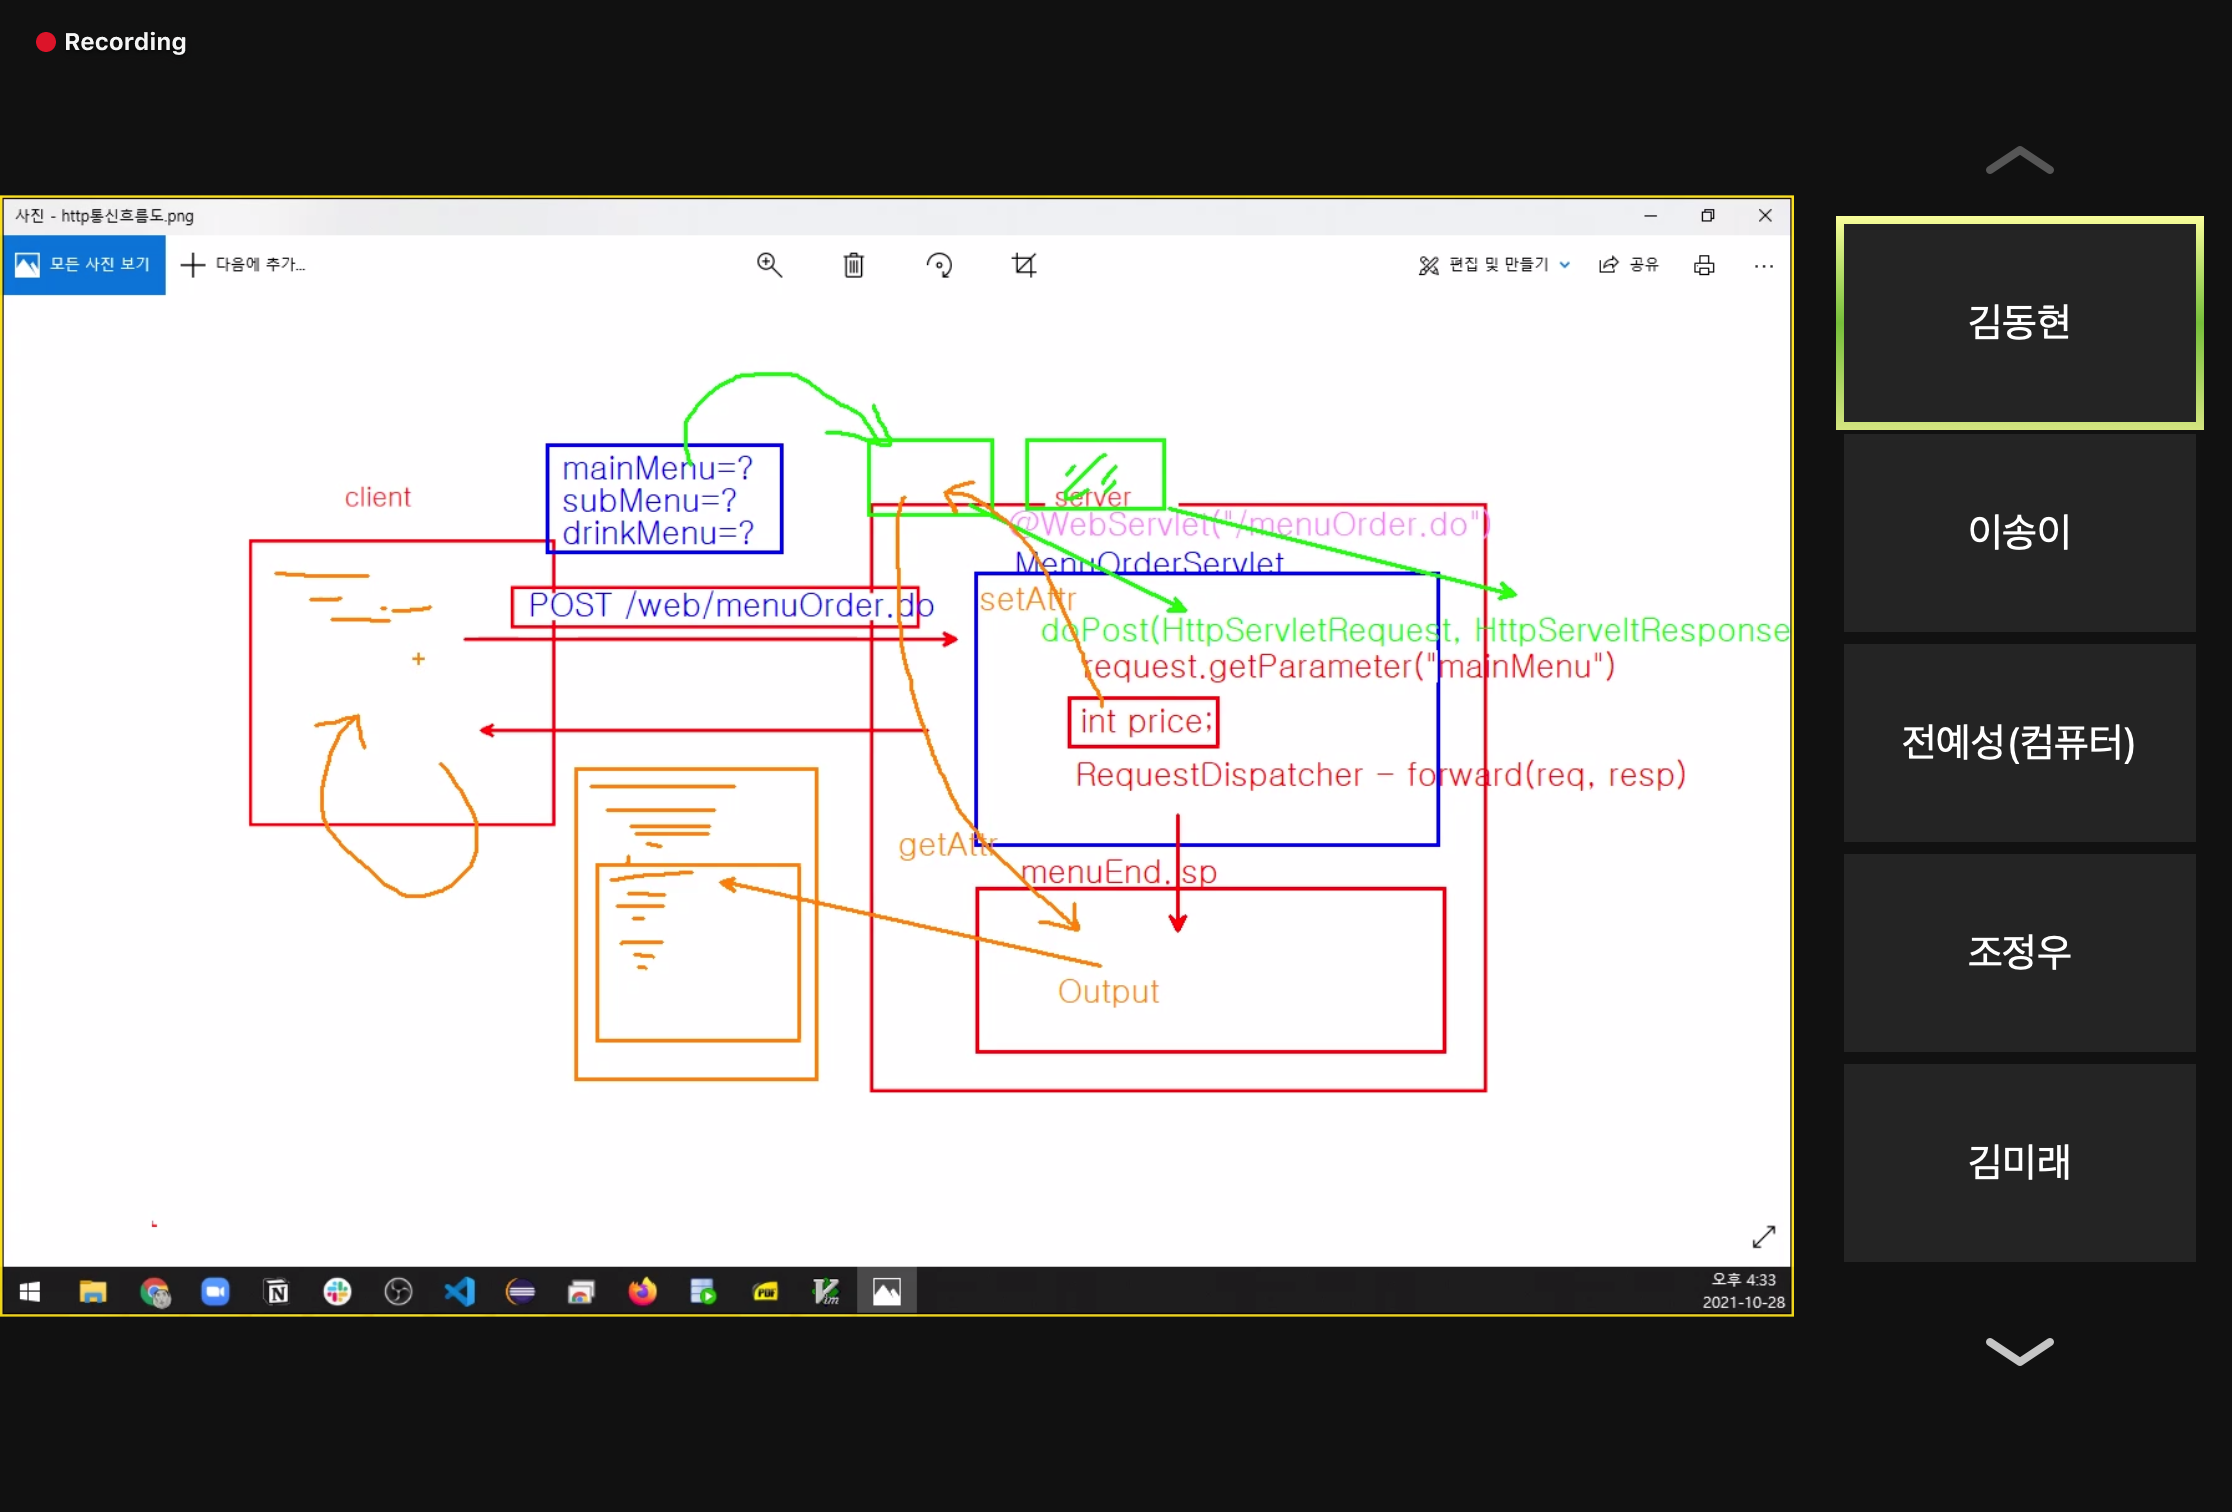 Recording
사진 - http통신흐름도.png
모든 사진 보기
다음에 추가...
편집 및 만들기
공유
client
mainMenu=?
subMenu=?
drinkMenu=?
server
@WebServlet("/menuOrder.do")
MenuOrderServlet
POST /web/menuOrder.do
setAttr
doPost(HttpServletRequest, HttpServeltResponse
request.getParameter("mainMenu")
int price;
RequestDispatcher - forward(req, resp)
getAttr
menuEnd.sp
Output
오후 4:33
2021-10-28
김동현
이송이
전예성(컴퓨터)
조정우
김미래